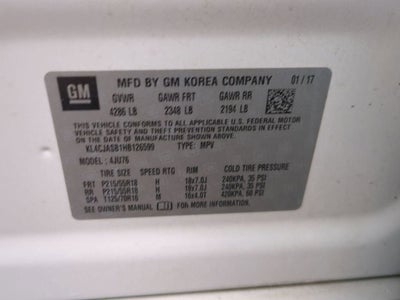 GM
MFD BY GM KOREA COMPANY 01/17
GVWR GAWR FRT GAWR RR
4286 LB 2348 LB 2194 LB
THIS VEHICLE CONFORMS TO ALL APPLICABLE U.S. FEDERAL MOTOR
VEHICLE SAFETY, BUMPER, AND THEFT PREVENTION STANDARDS IN EFFECT
ON THE DATE OF MANUFACTURE SHOWN ABOVE.
KLACJASB1HB126599 TYPE: MPV
MODEL: 4JU76
TIRE SIZE SPEED RTG RIM COLD TIRE PRESSURE
FRT P215/55R18 H 18x7.0J 240KPA, 35 PSI
RR P215/55R18 H 18x7.0J 240KPA, 35 PSI
SPA T125/70R16 M 16x4.0T 420KPA, 60 PSI
SEE OWNER'S MANUAL FOR ADDITIONAL INFORMATION.